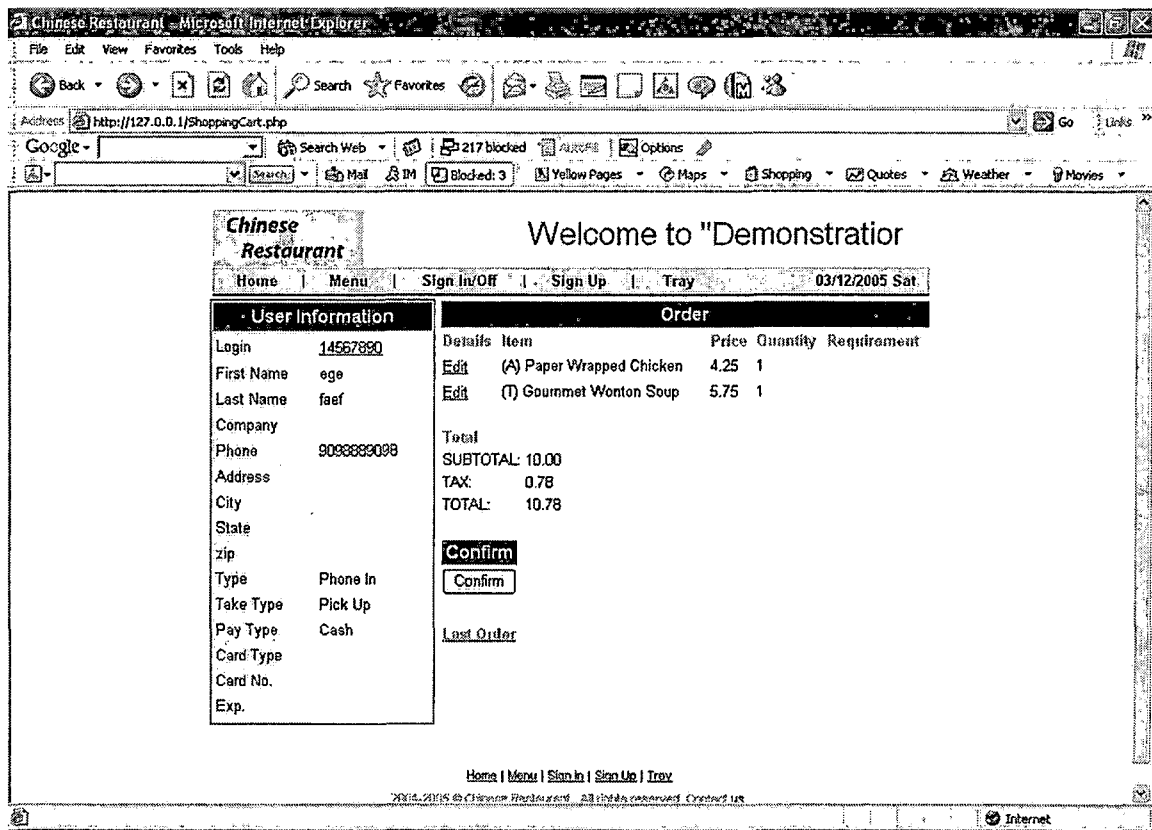 Chinese Restaurant - Microsoft Internet Explorer
File Edit View Favorites Tools Help
Back Search Favorites
Address http://127.0.0.1/ShoppingCart.php Go Links »
Google Search Web 217 blocked AutoFill Options
Search Mail IM Blocked: 3 Yellow Pages Maps Shopping Quotes Weather Movies
Chinese
Restaurant
Welcome to "Demonstratior
Home | Menu | Sign In/Off | Sign Up | Tray 03/12/2005 Sat
User Information
Login 14567890
First Name ege
Last Name faef
Company
Phone 9098889098
Address
City
State
zip
Type Phone In
Take Type Pick Up
Pay Type Cash
Card Type
Card No.
Exp.
Order
Details Item Price Quantity Requirement
Edit (A) Paper Wrapped Chicken 4.25 1
Edit (T) Gourmmet Wonton Soup 5.75 1
Total
SUBTOTAL: 10.00
TAX: 0.78
TOTAL: 10.78
Confirm
Confirm
Last Order
Home | Menu | Sign In | Sign Up | Tray
2004-2005 © Chinese Restaurant. All rights reserved. Contact us
Internet